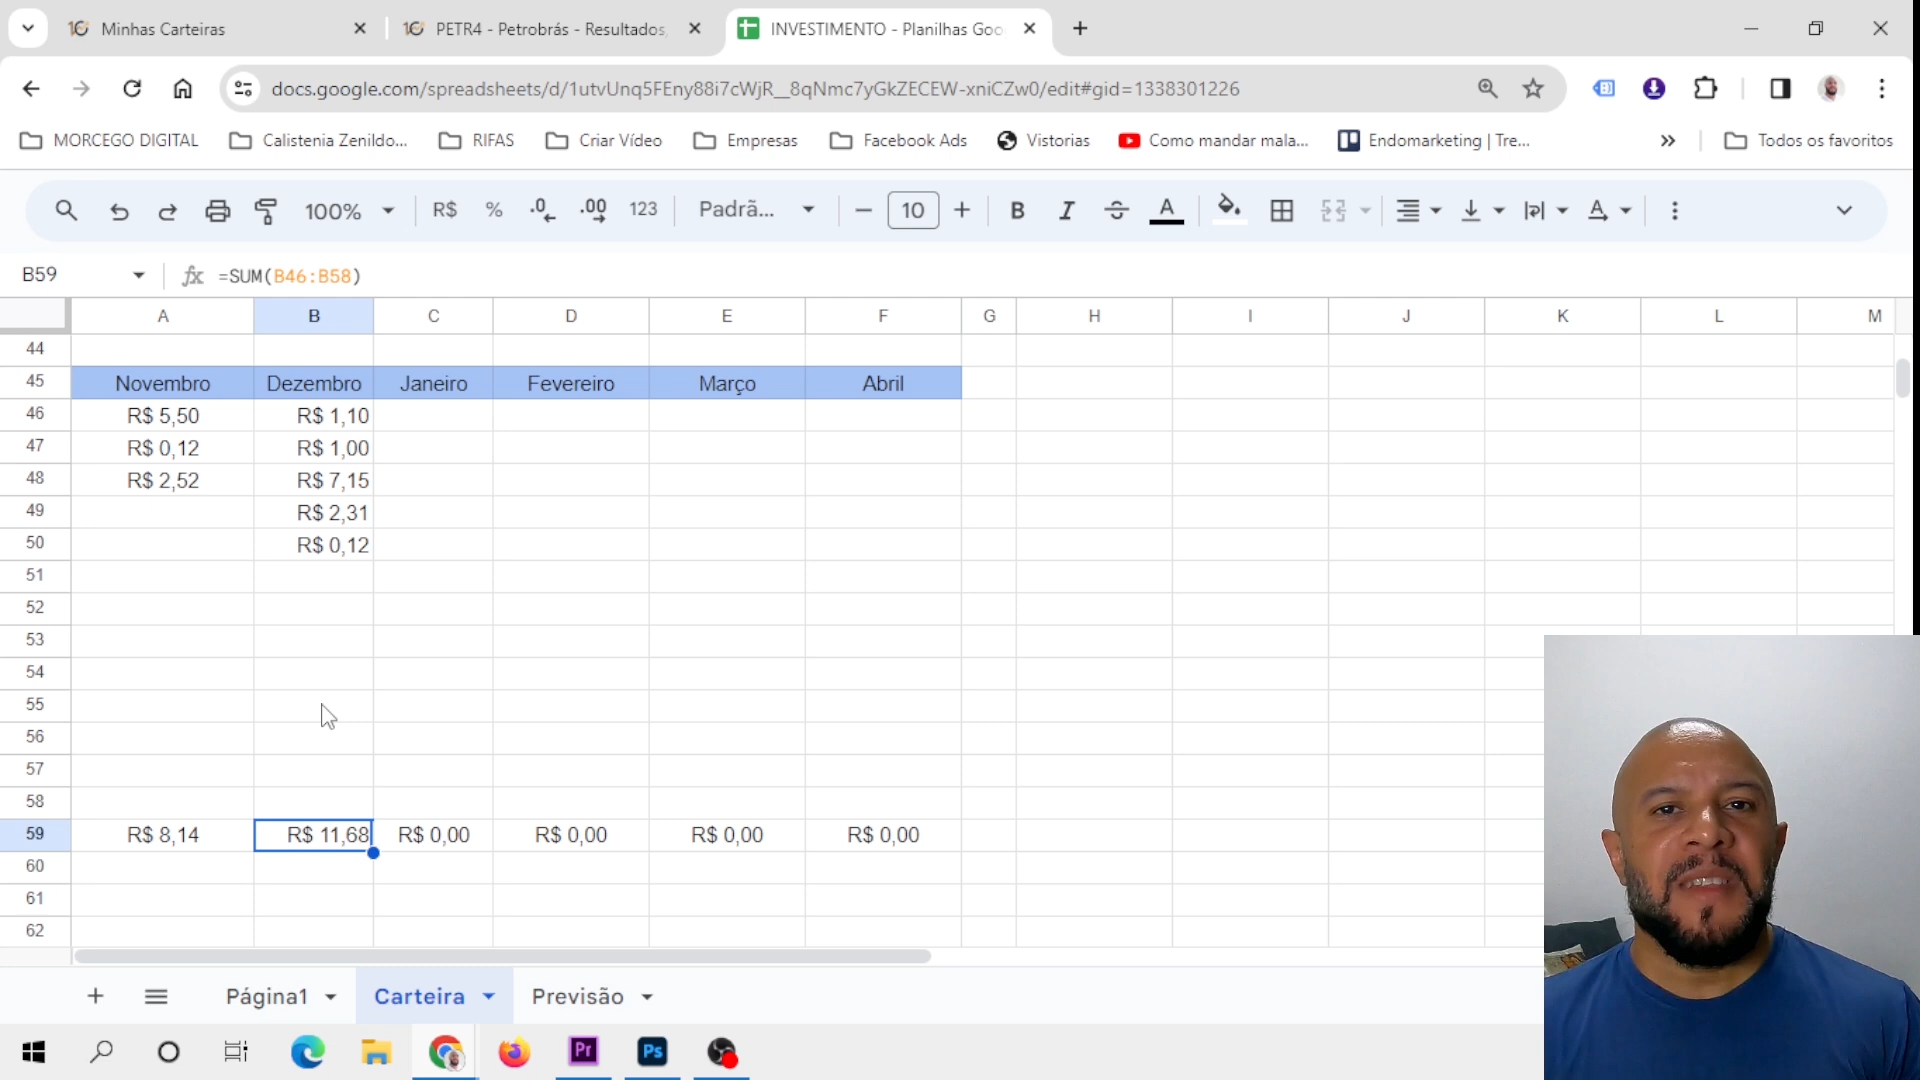 Minhas Carteiras
PETR4 - Petrobrás - Resultados,
INVESTIMENTO - Planilhas Goo
docs.google.com/spreadsheets/d/1utvUnq5FEny88i7cWjR__8qNmc7yGkZECEW-xniCZw0/edit#gid=1338301226
MORCEGO DIGITAL Calistenia Zenildo... RIFAS Criar Vídeo Empresas Facebook Ads Vistorias Como mandar mala... Endomarketing | Tre... » Todos os favoritos
100% R$ % .0 .00 123 Padrã... 10 B I A A
B59 fx =SUM(B46:B58)
A B C D E F G H I J K L M
44
45 Novembro Dezembro Janeiro Fevereiro Março Abril
46 R$ 5,50 R$ 1,10
47 R$ 0,12 R$ 1,00
48 R$ 2,52 R$ 7,15
49 R$ 2,31
50 R$ 0,12
51
52
53
54
55
56
57
58
59 R$ 8,14 R$ 11,68 R$ 0,00 R$ 0,00 R$ 0,00 R$ 0,00
60
61
62
Página1 Carteira Previsão
Pr Ps